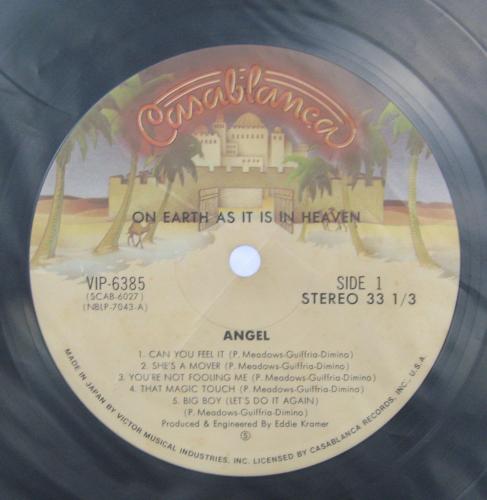 Casablanca
ON EARTH AS IT IS IN HEAVEN
VIP-6385
(SCAB-6027)
(NBLP-7043-A)
SIDE 1
STEREO 33 1/3
ANGEL
1. CAN YOU FEEL IT (P. Meadows-Guiffria-Dimino)
2. SHE'S A MOVER (P. Meadows-Guiffria-Dimino)
3. YOU'RE NOT FOOLING ME (P. Meadows-Guiffria-Dimino)
4. THAT MAGIC TOUCH (P. Meadows-Guiffria-Dimino)
5. BIG BOY (LET'S DO IT AGAIN)
(P. Meadows-Guiffria-Dimino)
Produced & Engineered By Eddie Kramer
Ⓢ
MADE IN JAPAN BY VICTOR MUSICAL INDUSTRIES, INC. LICENSED BY CASABLANCA RECORDS, INC. U.S.A.